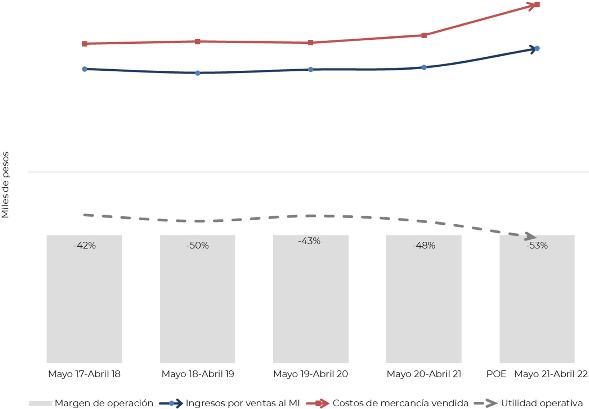 Miles de pesos
-42%
-50%
-43%
-48%
-53%
Mayo 17-Abril 18
Mayo 18-Abril 19
Mayo 19-Abril 20
Mayo 20-Abril 21
POE Mayo 21-Abril 22
Margen de operación
Ingresos por ventas al MI
Costos de mercancía vendida
Utilidad operativa